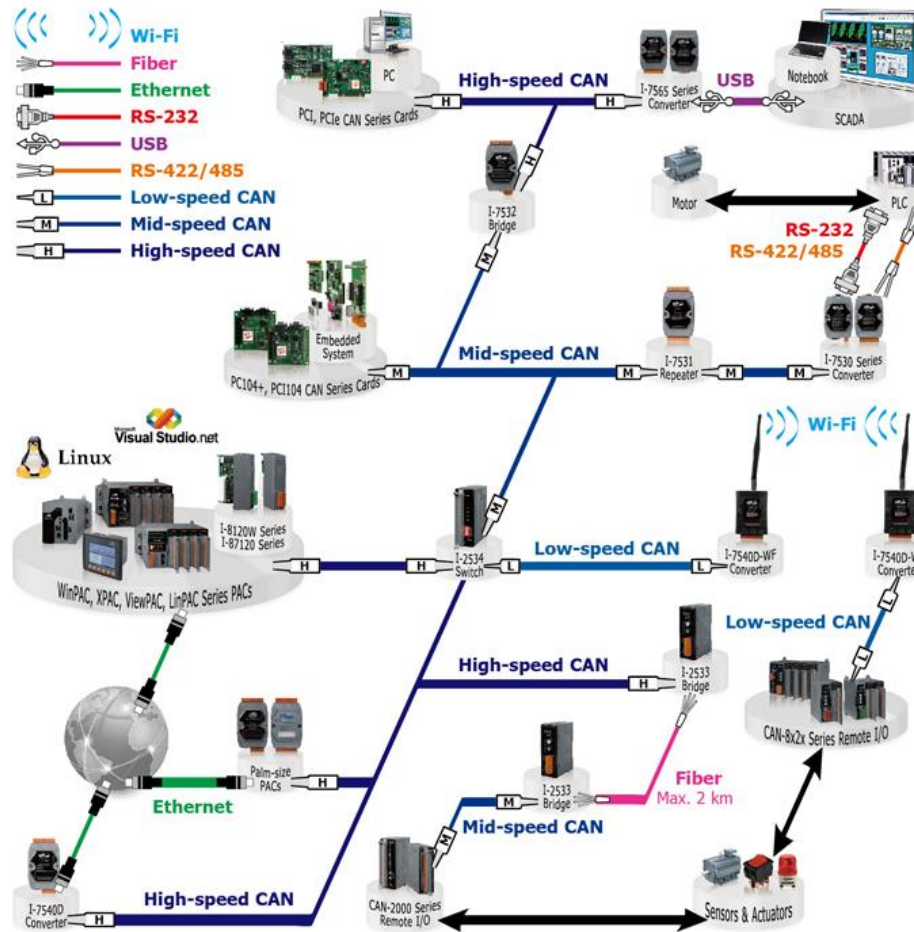 Wi-Fi
Fiber
Ethernet
RS-232
USB
RS-422/485
L
Low-speed CAN
M
Mid-speed CAN
H
High-speed CAN
PC
PCI, PCIe CAN Series Cards
H
High-speed CAN
H
I-7565 Series
Converter
USB
Notebook
SCADA
H
I-7532
Bridge
M
Motor
PLC
RS-232
RS-422/485
Embedded
System
PC104+, PCI104 CAN Series Cards
M
Mid-speed CAN
M
I-7531
Repeater
M
M
I-7530 Series
Converter
Microsoft
Visual Studio.net
Linux
I-8120W Series
I-87120 Series
WinPAC, XPAC, ViewPAC, LinPAC Series PACs
H
H
M
I-2534
Switch
L
Low-speed CAN
L
Wi-Fi
I-7540D-WF
Converter
I-7540D-W
Converter
L
Low-speed CAN
L
CAN-8x2x Series Remote I/O
High-speed CAN
H
I-2533
Bridge
Palm-size
PACs
H
Ethernet
I-2533
Bridge
Fiber
Max. 2 km
M
Mid-speed CAN
M
I-7540D
Converter
H
High-speed CAN
CAN-2000 Series
Remote I/O
Sensors & Actuators